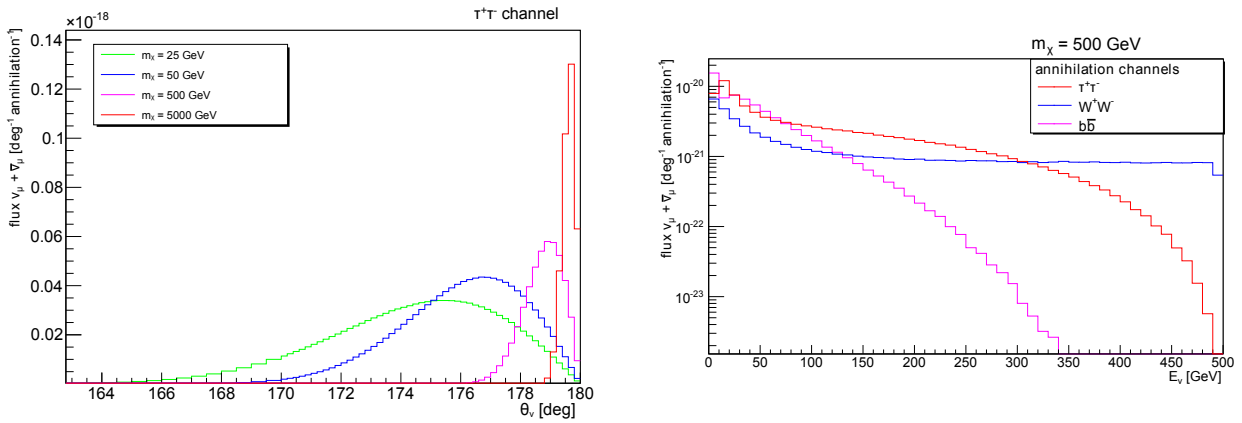 τ⁺τ⁻ channel
×10⁻¹⁸
flux ν_μ + ν̅_μ [deg⁻¹ annihilation⁻¹]
0.14
0.12
0.1
0.08
0.06
0.04
0.02
m_χ = 25 GeV
m_χ = 50 GeV
m_χ = 500 GeV
m_χ = 5000 GeV
164 166 168 170 172 174 176 178 180
θ_ν [deg]
m_χ = 500 GeV
flux ν_μ + ν̅_μ [deg⁻¹ annihilation⁻¹]
10⁻²⁰
10⁻²¹
10⁻²²
10⁻²³
annihilation channels
τ⁺τ⁻
W⁺W⁻
bb̅
0 50 100 150 200 250 300 350 400 450 500
E_ν [GeV]